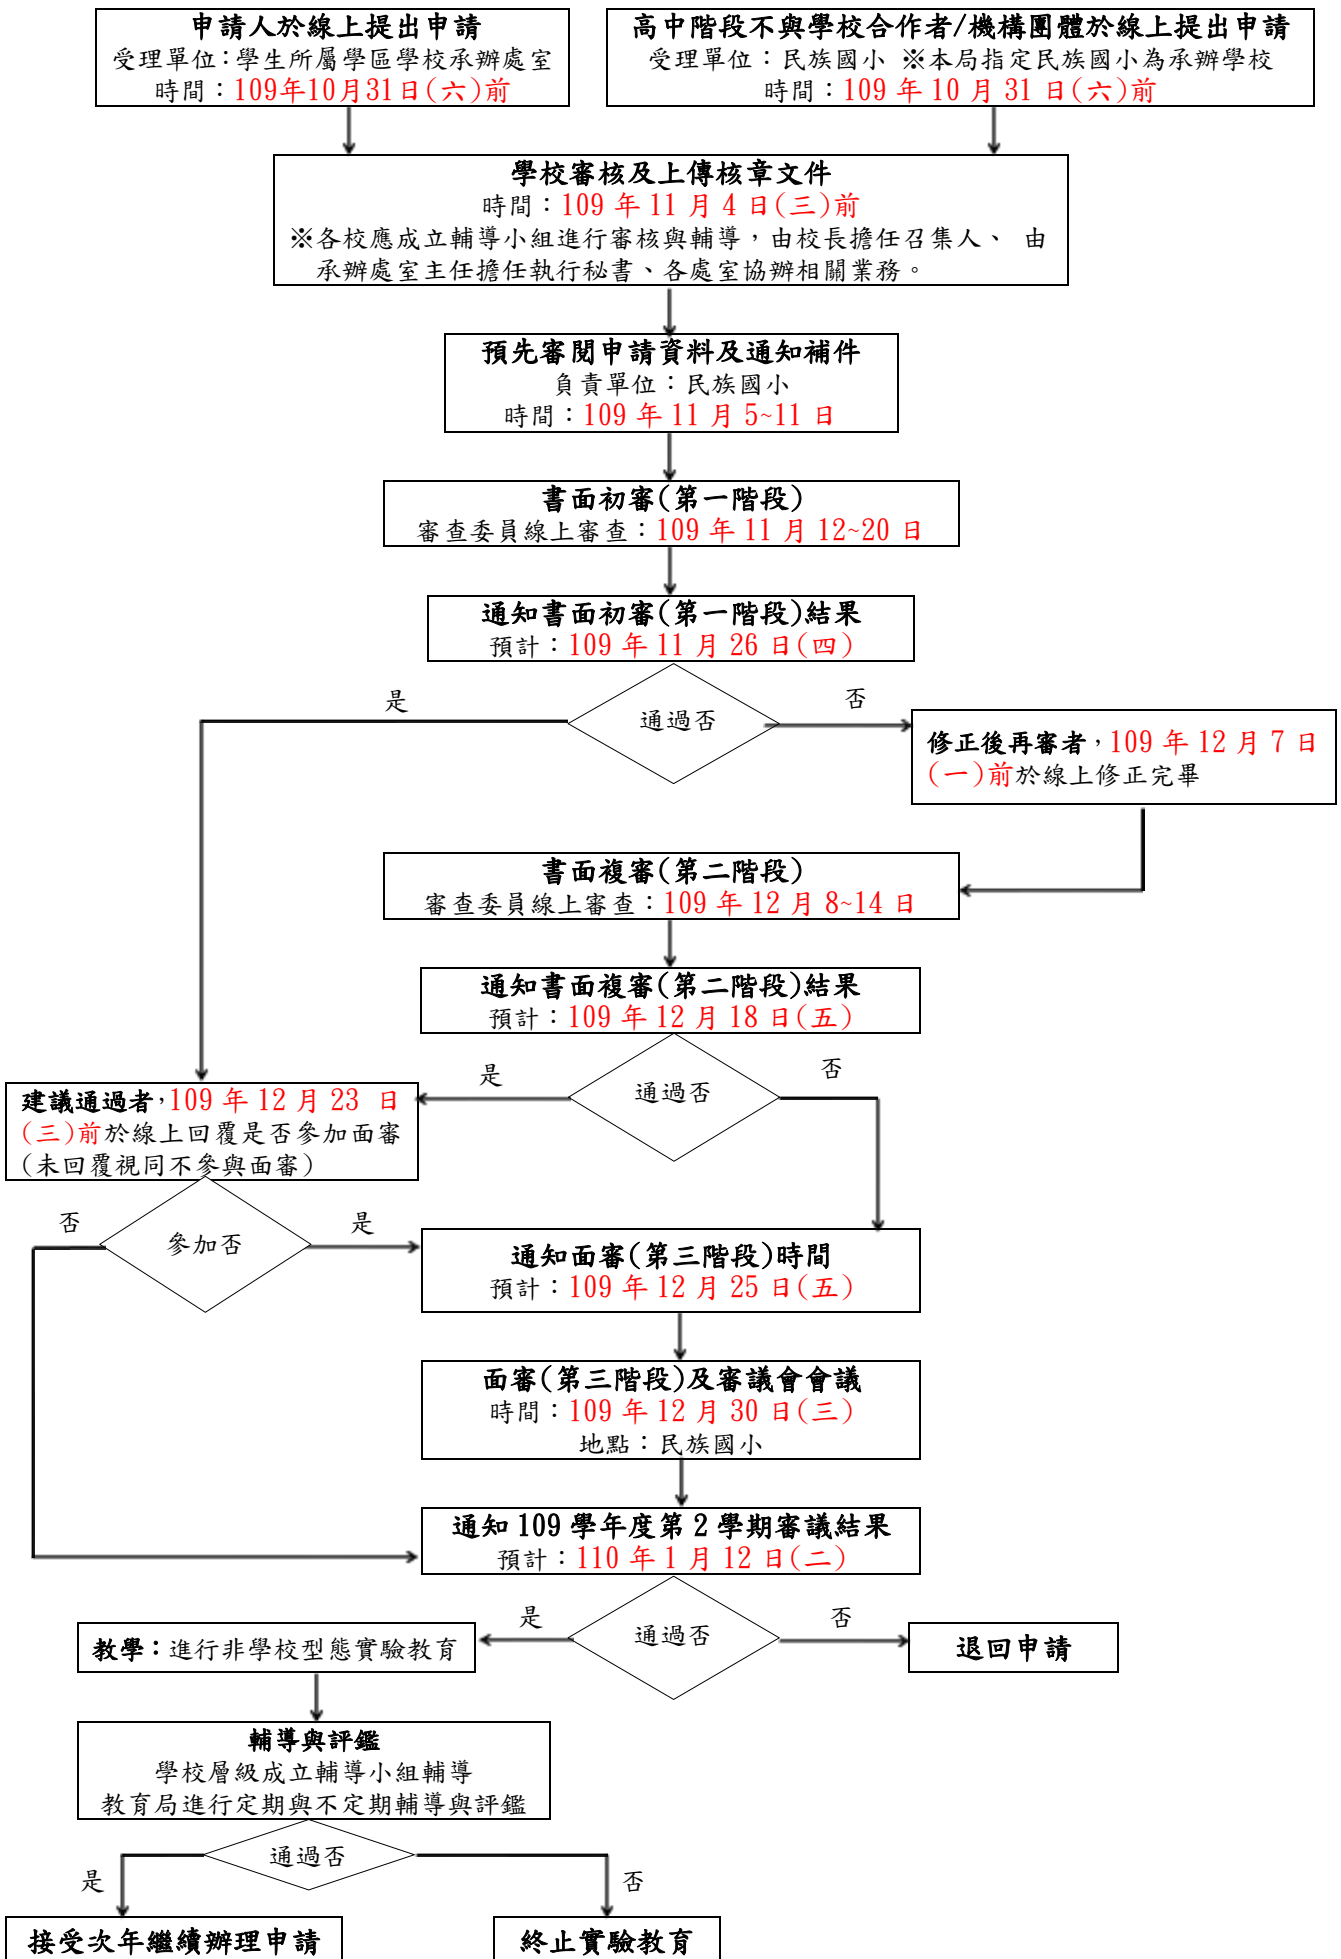 申請人於線上提出申請
受理單位：學生所屬學區學校承辦處室
時間：109年10月31日(六)前
高中階段不與學校合作者/機構團體於線上提出申請
受理單位：民族國小 ※本局指定民族國小為承辦學校
時間：109 年 10 月 31 日(六)前
學校審核及上傳核章文件
時間：109 年 11 月 4 日(三)前
※各校應成立輔導小組進行審核與輔導，由校長擔任召集人、 由
承辦處室主任擔任執行秘書、各處室協辦相關業務。
預先審閱申請資料及通知補件
負責單位：民族國小
時間：109 年 11 月 5~11 日
書面初審(第一階段)
審查委員線上審查：109 年 11 月 12~20 日
通知書面初審(第一階段)結果
預計：109 年 11 月 26 日(四)
通過否
是
否
修正後再審者，109 年 12 月 7 日
(一)前於線上修正完畢
書面複審(第二階段)
審查委員線上審查：109 年 12 月 8~14 日
通知書面複審(第二階段)結果
預計：109 年 12 月 18 日(五)
通過否
是
否
建議通過者，109 年 12 月 23 日
(三)前於線上回覆是否參加面審
(未回覆視同不參與面審)
參加否
否
是
通知面審(第三階段)時間
預計：109 年 12 月 25 日(五)
面審(第三階段)及審議會會議
時間：109 年 12 月 30 日(三)
地點：民族國小
通知 109 學年度第 2 學期審議結果
預計：110 年 1 月 12 日(二)
通過否
是
否
教學：進行非學校型態實驗教育
退回申請
輔導與評鑑
學校層級成立輔導小組輔導
教育局進行定期與不定期輔導與評鑑
通過否
是
否
接受次年繼續辦理申請
終止實驗教育